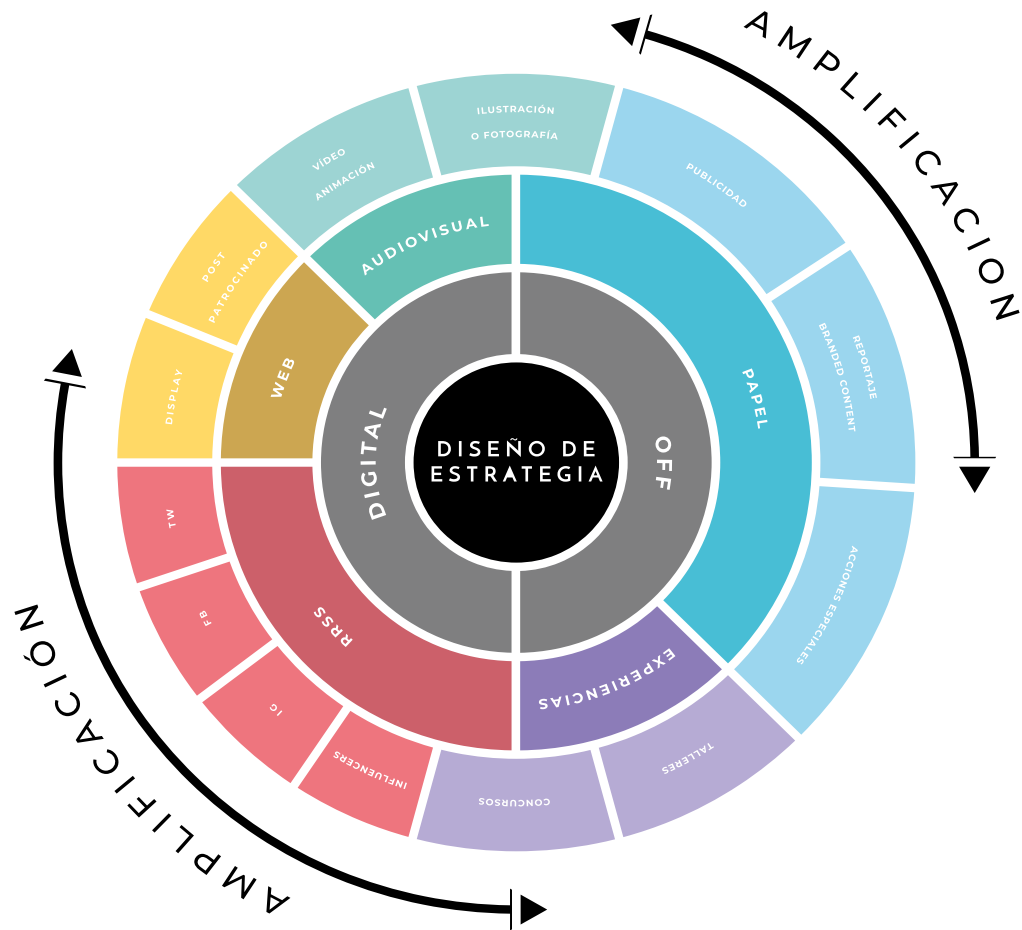 AMPLIFICACION
ILUSTRACIÓN
O FOTOGRAFÍA
VÍDEO
ANIMACIÓN
PUBLICIDAD
AUDIOVISUAL
POST
PATROCINADO
REPORTAJE
BRANDED CONTENT
WEB
DISPLAY
PAPEL
DIGITAL
DISEÑO DE
ESTRATEGIA
OFF
TW
FB
RRSS
IG
INFLUENCERS
EXPERIENCIAS
ACCIONES ESPECIALES
TALLERES
CONCURSOS
AMPLIFICACIÓN